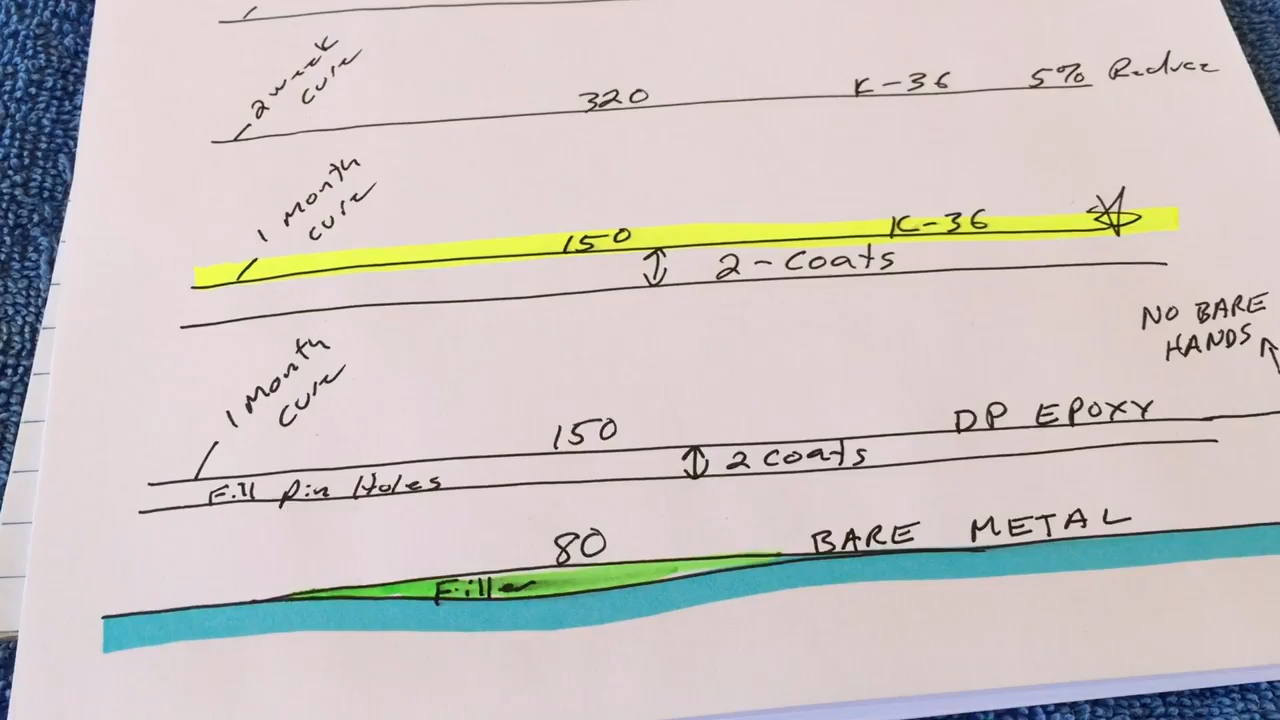 2 week
cure
320 K-36 5% Reduce
1 Month
cure
150 K-36
2-Coats
NO BARE
HANDS
1 Month
cure
150 DP EPOXY
2 coats
Fill Pin Holes
80 BARE METAL
Filler